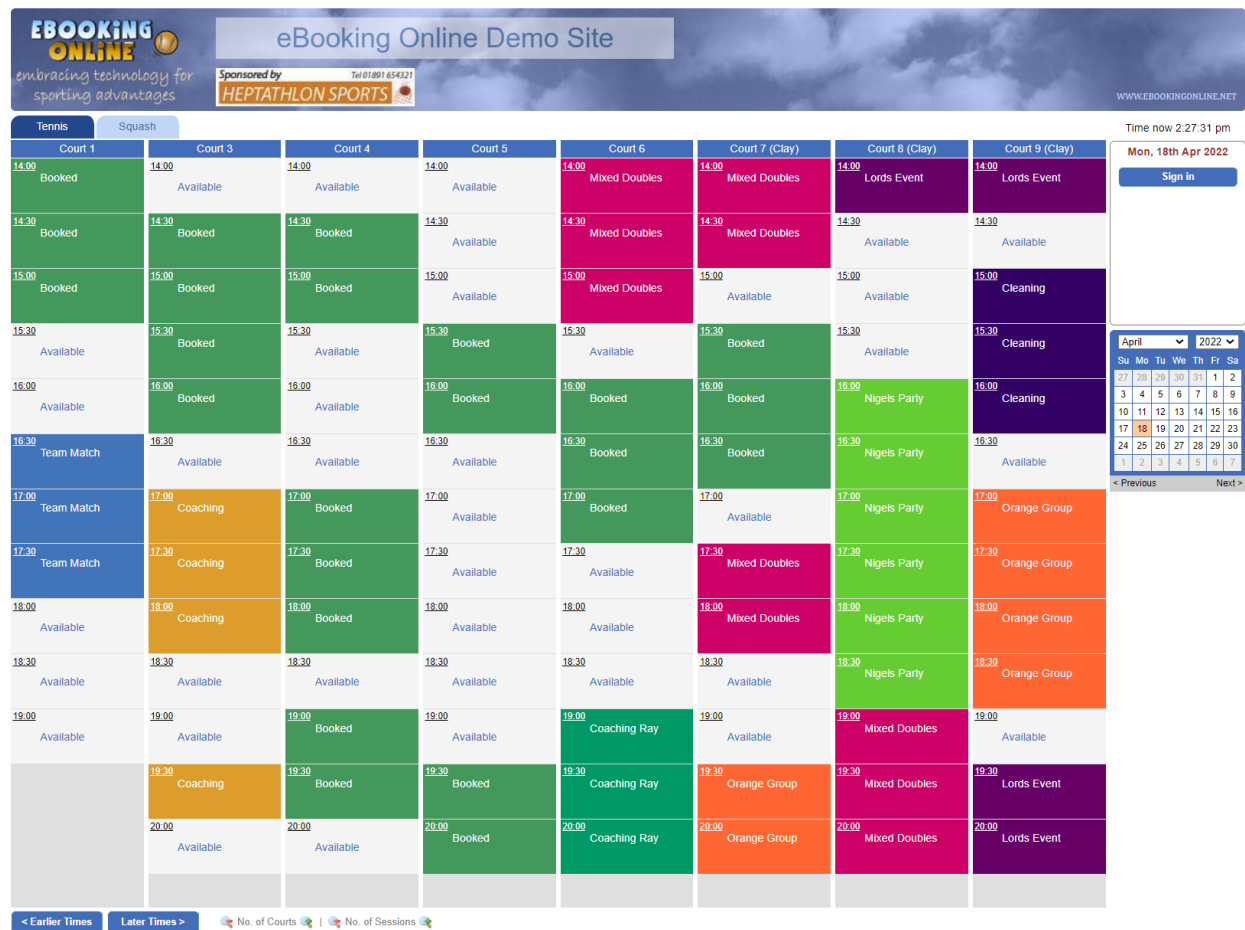 EBOOKiNG
ONLiNE
embracing technology for
sporting advantages
eBooking Online Demo Site
Sponsored by Tel 01891 654321
HEPTATHLON SPORTS
WWW.EBOOKINGONLINE.NET
Tennis Squash
Time now 2:27:31 pm
Court 1 Court 3 Court 4 Court 5 Court 6 Court 7 (Clay) Court 8 (Clay) Court 9 (Clay)
14:00 14:00 14:00 14:00 14:00 14:00 14:00 14:00
Booked Available Available Available Mixed Doubles Mixed Doubles Lords Event Lords Event
14:30 14:30 14:30 14:30 14:30 14:30 14:30 14:30
Booked Booked Booked Available Mixed Doubles Mixed Doubles Available Available
15:00 15:00 15:00 15:00 15:00 15:00 15:00 15:00
Booked Booked Booked Available Mixed Doubles Available Available Cleaning
15:30 15:30 15:30 15:30 15:30 15:30 15:30 15:30
Available Booked Available Booked Available Booked Available Cleaning
16:00 16:00 16:00 16:00 16:00 16:00 16:00 16:00
Available Booked Available Booked Booked Booked Nigels Party Cleaning
16:30 16:30 16:30 16:30 16:30 16:30 16:30 16:30
Team Match Available Available Available Booked Booked Nigels Party Available
17:00 17:00 17:00 17:00 17:00 17:00 17:00 17:00
Team Match Coaching Booked Available Booked Available Nigels Party Orange Group
17:30 17:30 17:30 17:30 17:30 17:30 17:30 17:30
Team Match Coaching Booked Available Available Mixed Doubles Nigels Party Orange Group
18:00 18:00 18:00 18:00 18:00 18:00 18:00 18:00
Available Coaching Booked Available Available Mixed Doubles Nigels Party Orange Group
18:30 18:30 18:30 18:30 18:30 18:30 18:30 18:30
Available Available Available Available Available Available Nigels Party Orange Group
19:00 19:00 19:00 19:00 19:00 19:00 19:00 19:00
Available Available Booked Available Coaching Ray Available Mixed Doubles Available
19:30 19:30 19:30 19:30 19:30 19:30 19:30
Coaching Booked Booked Coaching Ray Orange Group Mixed Doubles Lords Event
20:00 20:00 20:00 20:00 20:00 20:00 20:00
Available Available Booked Coaching Ray Orange Group Mixed Doubles Lords Event
Mon, 18th Apr 2022
Sign in
April 2022
Su Mo Tu We Th Fr Sa
27 28 29 30 31 1 2
3 4 5 6 7 8 9
10 11 12 13 14 15 16
17 18 19 20 21 22 23
24 25 26 27 28 29 30
1 2 3 4 5 6 7
< Previous Next >
< Earlier Times Later Times > No. of Courts | No. of Sessions